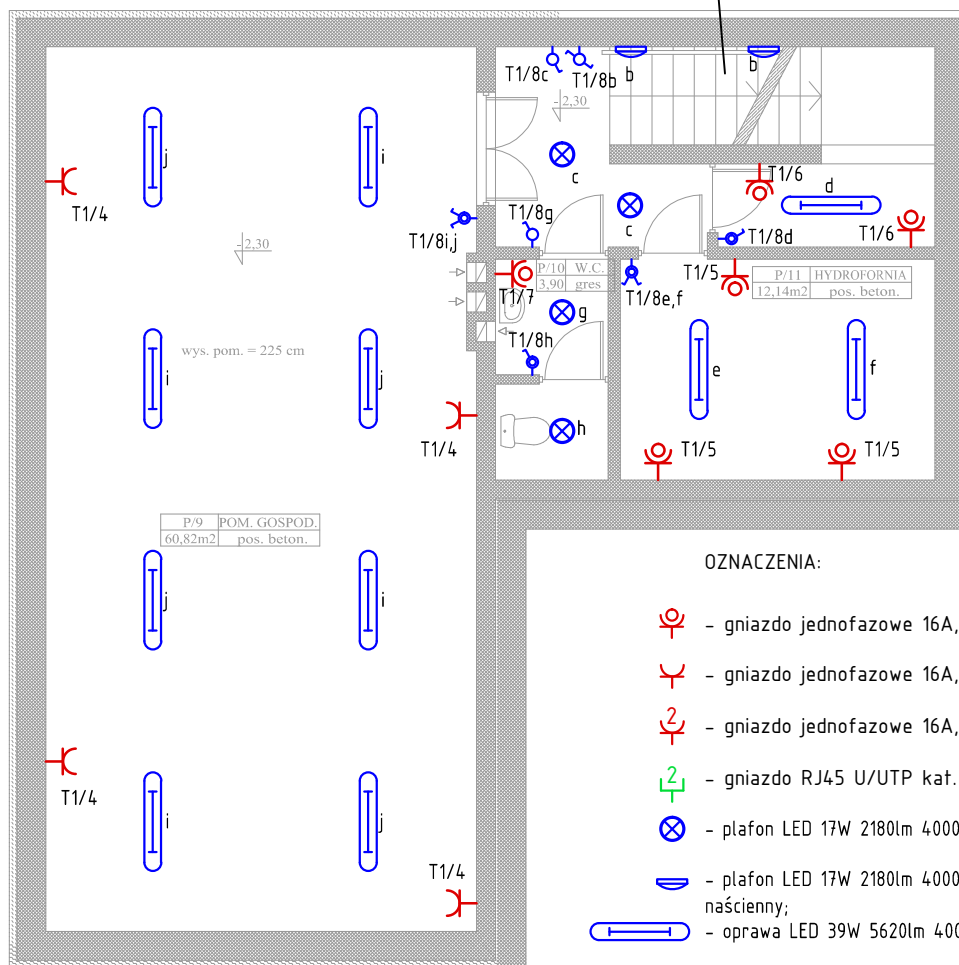 T1/8c
T1/8b
b
b
-2,30
j
i
c
T1/6
d
T1/4
T1/8g
c
T1/8i,j
T1/8d
T1/6
-2,30
P/10 W.C.
3,90 gres
T1/5
P/11 HYDROFORNIA
12,14m2 pos. beton.
T1/7
T1/8e,f
g
T1/8h
wys. pom. = 225 cm
i
j
e
f
h
T1/4
T1/5
T1/5
P/9 POM. GOSPOD.
60,82m2 pos. beton.
OZNACZENIA:
j
i
- gniazdo jednofazowe 16A,
- gniazdo jednofazowe 16A,
2 - gniazdo jednofazowe 16A,
2 - gniazdo RJ45 U/UTP kat.
T1/4
i
j
- plafon LED 17W 2180lm 4000
T1/4
- plafon LED 17W 2180lm 4000
naścienny;
- oprawa LED 39W 5620lm 400